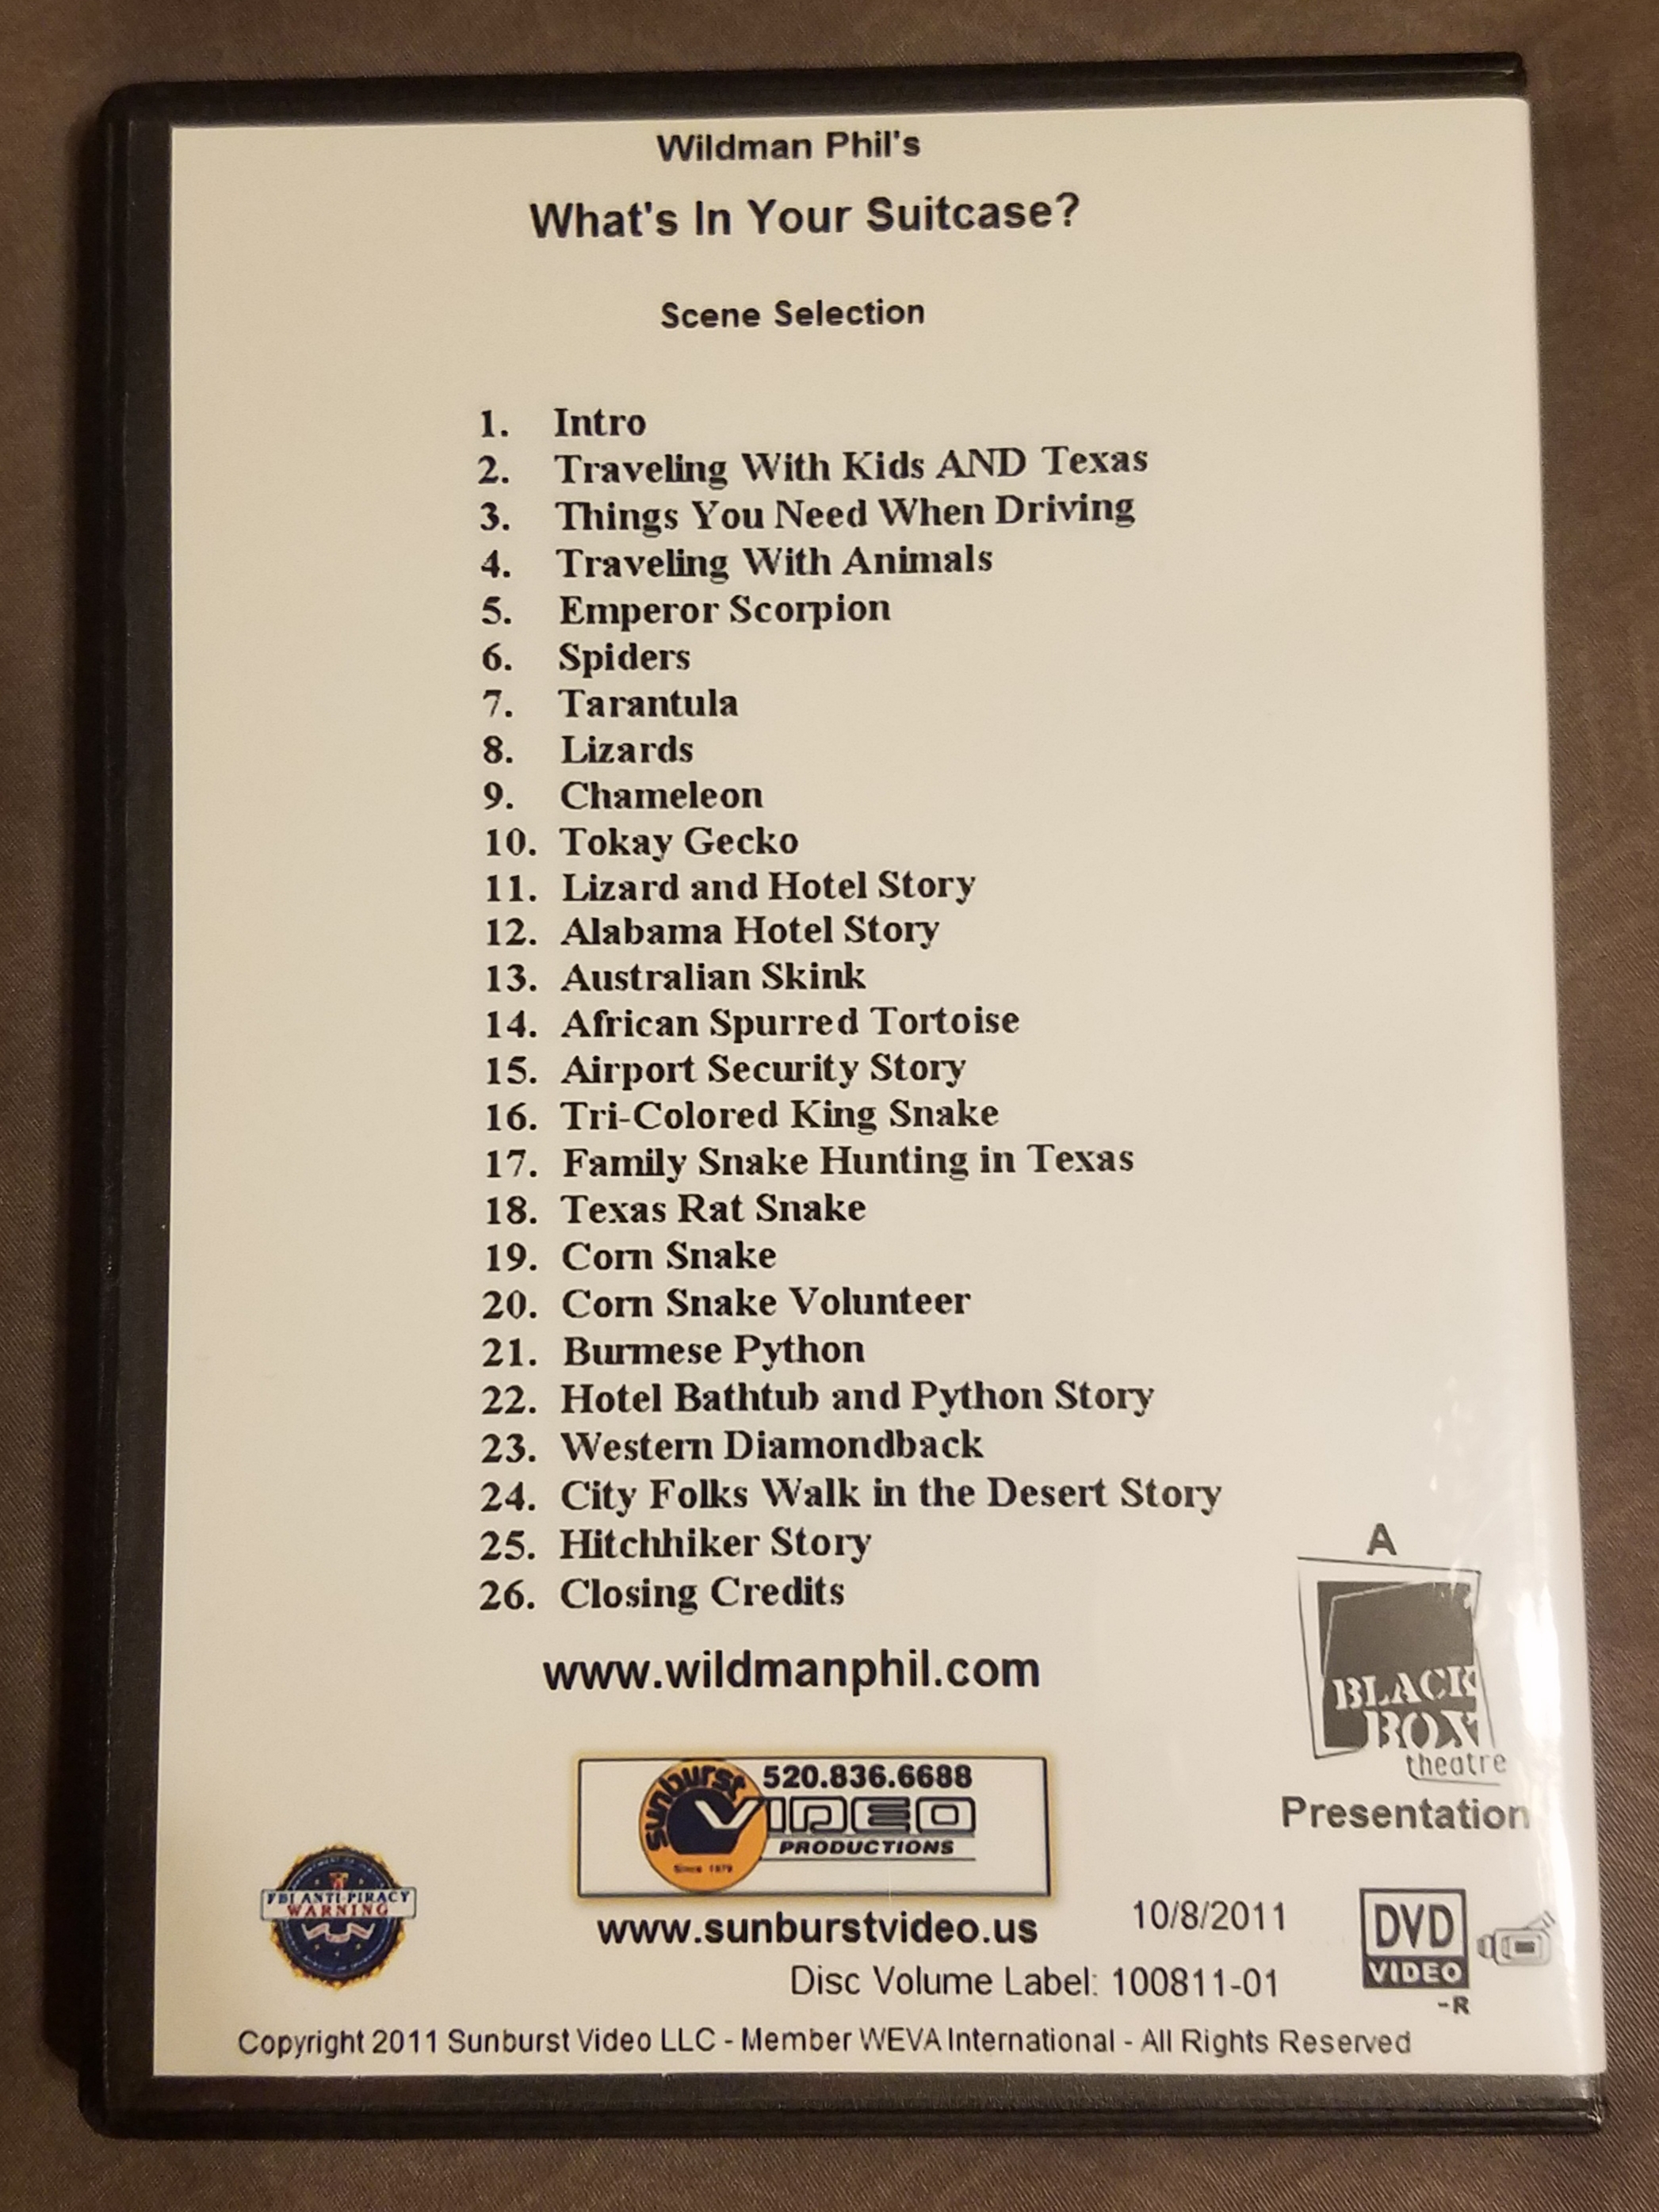 Wildman Phil's
What's In Your Suitcase?
Scene Selection
1. Intro
2. Traveling With Kids AND Texas
3. Things You Need When Driving
4. Traveling With Animals
5. Emperor Scorpion
6. Spiders
7. Tarantula
8. Lizards
9. Chameleon
10. Tokay Gecko
11. Lizard and Hotel Story
12. Alabama Hotel Story
13. Australian Skink
14. African Spurred Tortoise
15. Airport Security Story
16. Tri-Colored King Snake
17. Family Snake Hunting in Texas
18. Texas Rat Snake
19. Corn Snake
20. Corn Snake Volunteer
21. Burmese Python
22. Hotel Bathtub and Python Story
23. Western Diamondback
24. City Folks Walk in the Desert Story
25. Hitchhiker Story
26. Closing Credits
www.wildmanphil.com
A
BLACK
BOX
theatre
Presentation
sunburst
520.836.6688
VIDEO
PRODUCTIONS
Since 1979
FBI ANTI-PIRACY
WARNING
www.sunburstvideo.us
10/8/2011
DVD
VIDEO
-R
Disc Volume Label: 100811-01
Copyright 2011 Sunburst Video LLC - Member WEVA International - All Rights Reserved